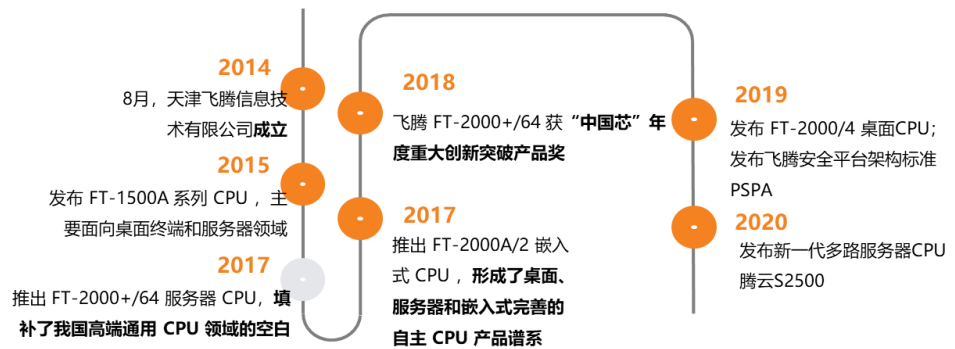 2014
8月，天津飞腾信息技
术有限公司成立
2015
发布 FT-1500A 系列 CPU ，主
要面向桌面终端和服务器领域
2017
推出 FT-2000+/64 服务器 CPU，填
补了我国高端通用 CPU 领域的空白
2017
推出 FT-2000A/2 嵌入
式 CPU ，形成了桌面、
服务器和嵌入式完善的
自主 CPU 产品谱系
2018
飞腾 FT-2000+/64 获“中国芯”年
度重大创新突破产品奖
2019
发布 FT-2000/4 桌面CPU；
发布飞腾安全平台架构标准
PSPA
2020
发布新一代多路服务器CPU
腾云S2500